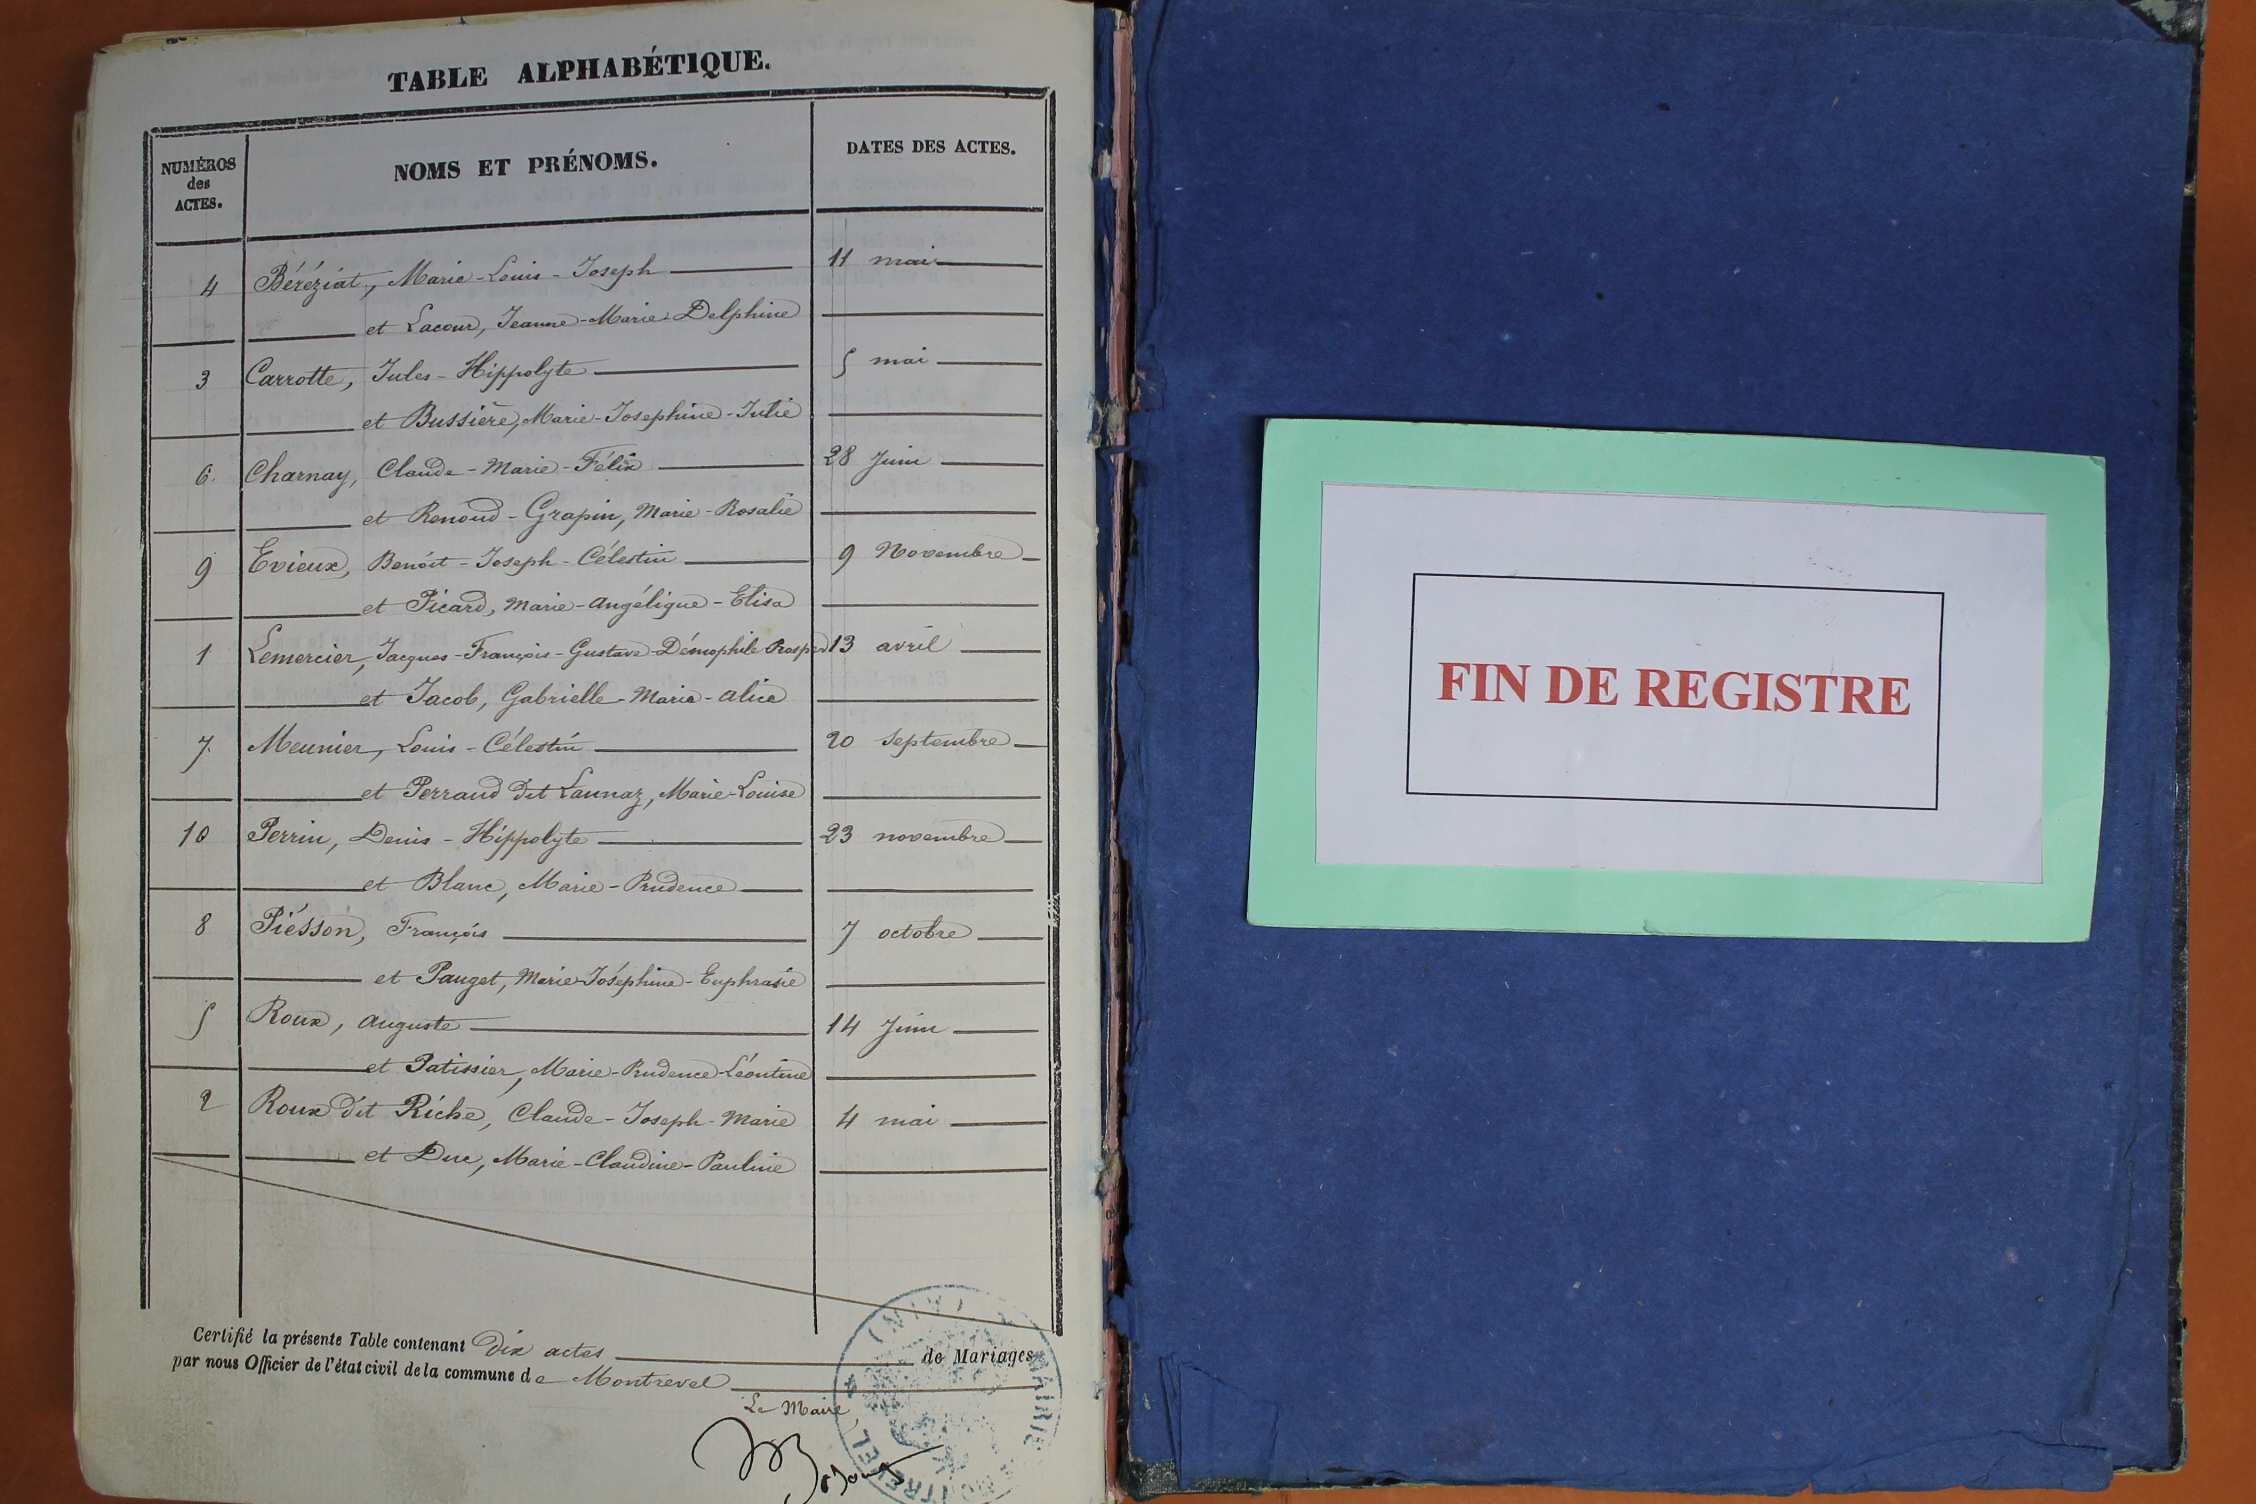 TABLE ALPHABÉTIQUE.
NUMÉROS
des
ACTES.
NOMS ET PRÉNOMS.
DATES DES ACTES.
4 Béréziat, Marie-Louis-Joseph 11 mai
et Lacour, Jeanne-Marie-Delphine
3 Carrotte, Jules-Hippolyte 5 mai
et Bussière, Marie-Josephine-Julie
6. Charnay, Claude-Marie-Félix 28 Juin
et Renoud-Grapin, Marie-Rosalie
9 Evieux, Benoit-Joseph-Célestin 9 Novembre
et Picard, Marie-Angélique-Elisa
1 Lemercier, Jacques-François-Gustave-Démophile Prosper 13 avril
et Jacob, Gabrielle-Marie-Alice
7. Meunier, Louis-Célestin 20 Septembre
et Perraud dit Launaz, Marie-Louise
10 Perrin, Denis-Hippolyte 23 novembre
et Blanc, Marie-Prudence
8 Piésson, François 7 octobre
et Pauget, Marie-Joséphine-Euphrasie
5 Roux, Auguste 14 Juin
et Patissier, Marie-Prudence-Léontine
2 Roux dit Riche, Claude-Joseph-Marie 4 mai
et Duc, Marie-Claudine-Pauline
Certifié la présente Table contenant Dix actes de Mariages
par nous Officier de l'état civil de la commune de Montrevel
Le Maire,
MAIRIE
(AIN)
FIN DE REGISTRE